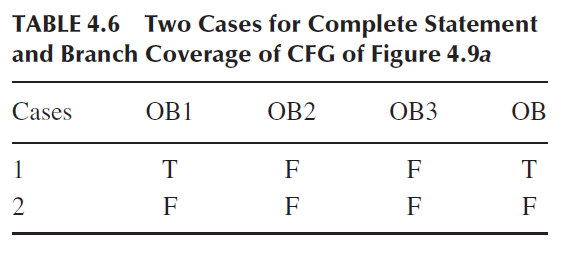 TABLE 4.6 Two Cases for Complete Statement
and Branch Coverage of CFG of Figure 4.9a
Cases OB1 OB2 OB3 OB
1 T F F T
2 F F F F